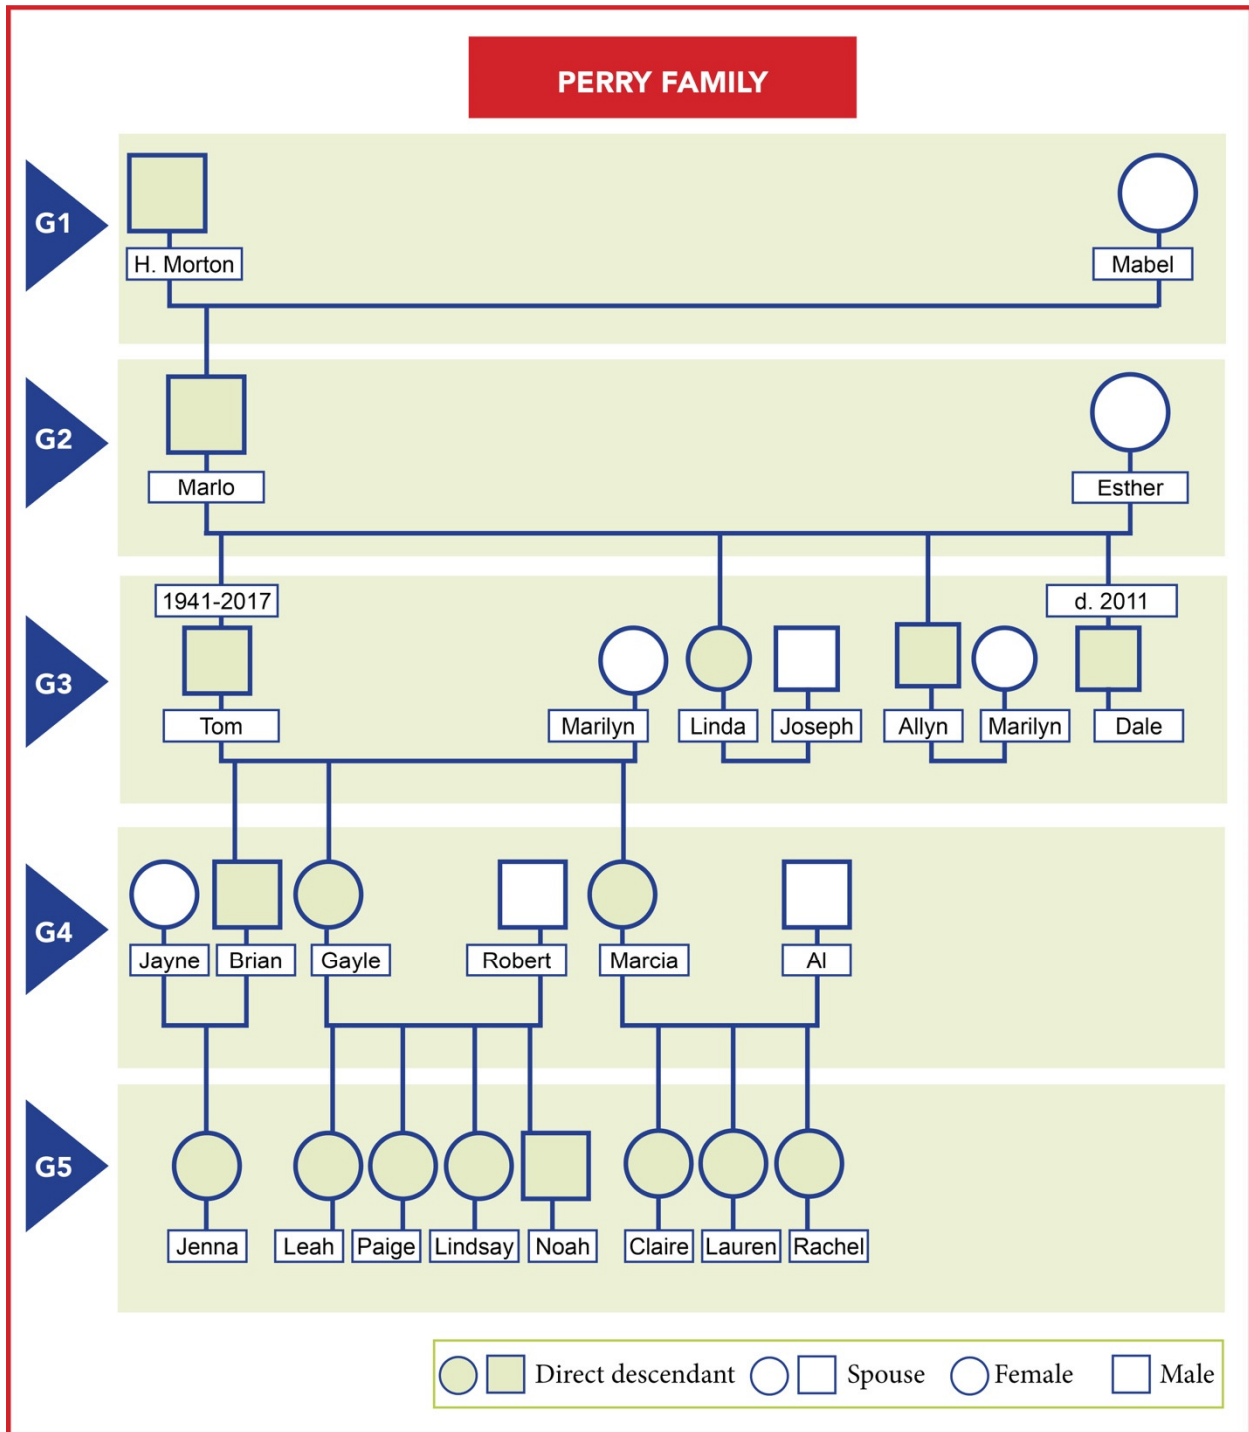 PERRY FAMILY
G1
H. Morton
Mabel
G2
Marlo
Esther
1941-2017
d. 2011
G3
Tom
Marilyn
Linda
Joseph
Allyn
Marilyn
Dale
G4
Jayne
Brian
Gayle
Robert
Marcia
Al
G5
Jenna
Leah
Paige
Lindsay
Noah
Claire
Lauren
Rachel
Direct descendant
Spouse
Female
Male